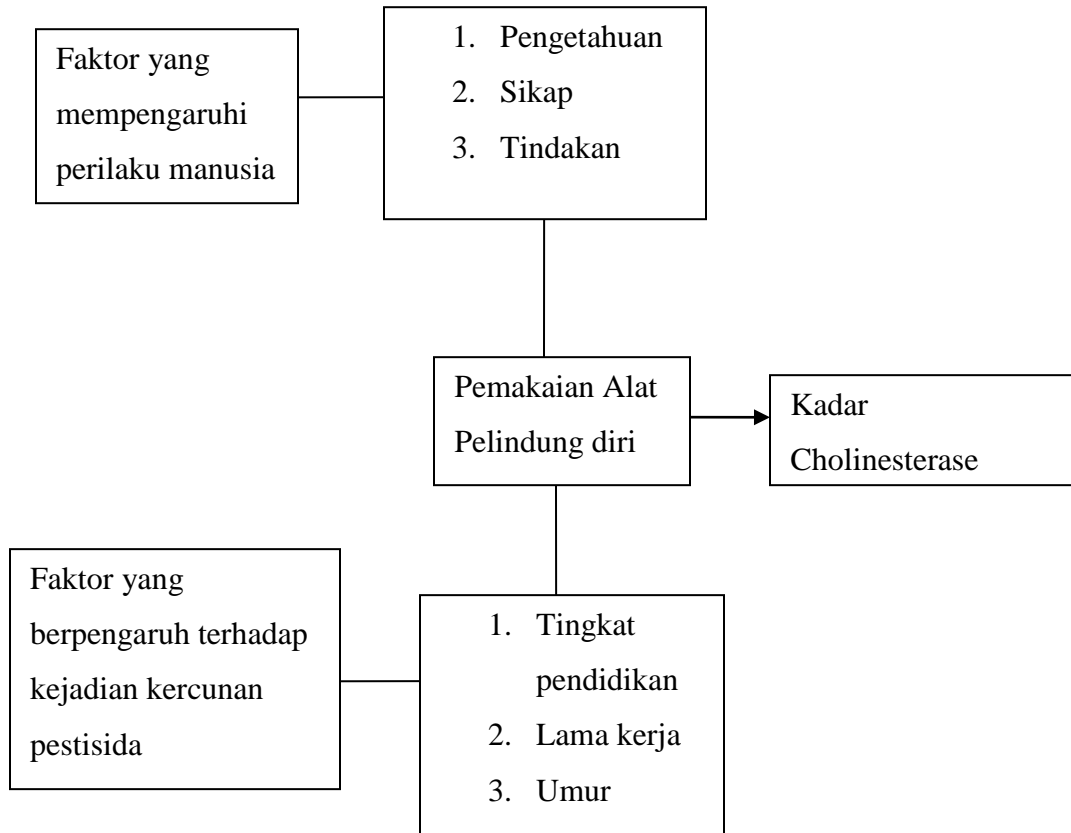 Faktor yang
mempengaruhi
perilaku manusia
1. Pengetahuan
2. Sikap
3. Tindakan
Pemakaian Alat
Pelindung diri
Kadar
Cholinesterase
Faktor yang
berpengaruh terhadap
kejadian kercunan
pestisida
1. Tingkat
pendidikan
2. Lama kerja
3. Umur